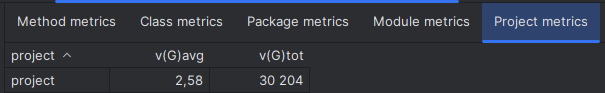 Method metrics Class metrics Package metrics Module metrics Project metrics
project v(G)avg v(G)tot
project 2,58 30 204